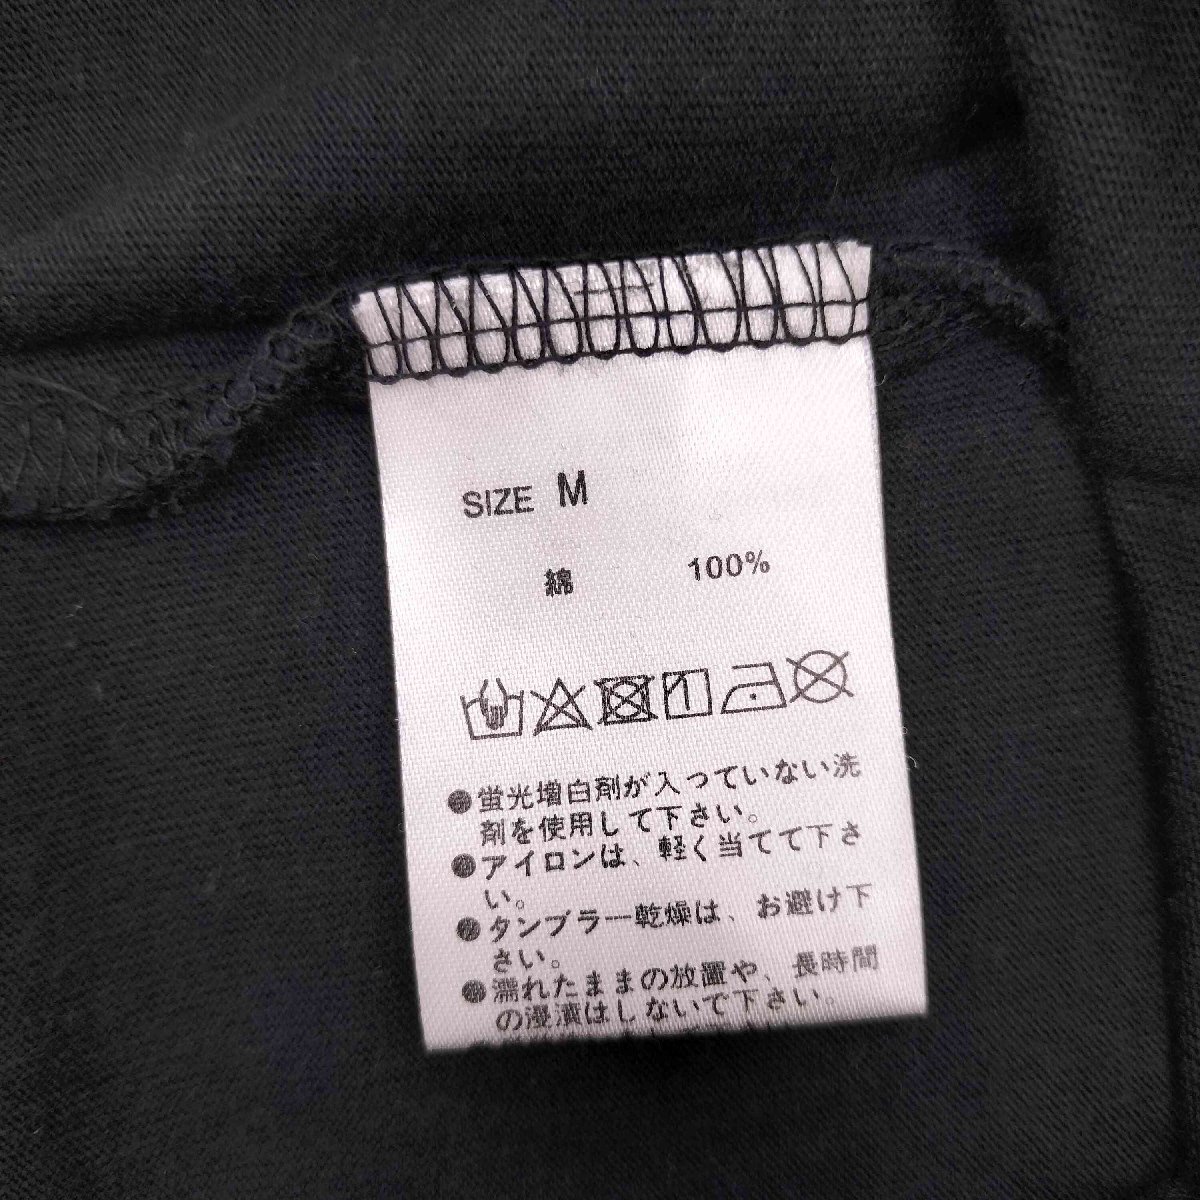 SIZE M
綿 100%
●蛍光増白剤が入っていない洗
剤を使用して下さい。
●アイロンは、軽く当てて下さ
い。
●タンブラー乾燥は、お避け下
さい。
●濡れたままの放置や、長時間
の浸漬はしないで下さい。